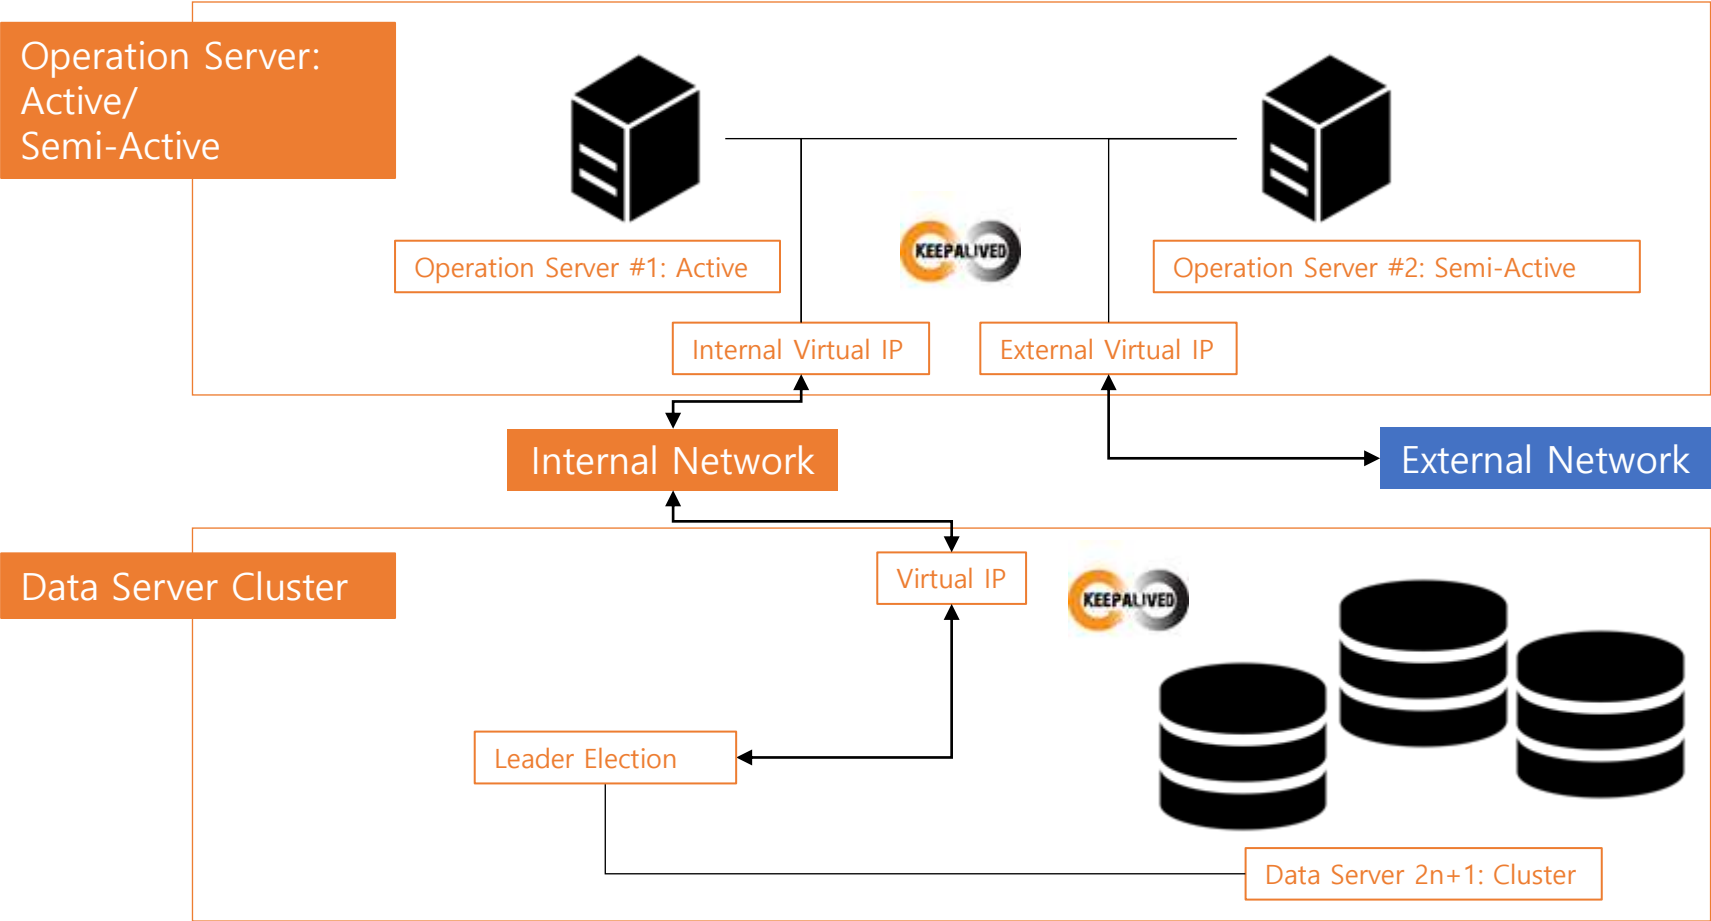 Operation Server:
Active/
Semi-Active
KEEPALIVED
Operation Server #1: Active
Operation Server #2: Semi-Active
Internal Virtual IP
External Virtual IP
Internal Network
External Network
Data Server Cluster
Virtual IP
KEEPALIVED
Leader Election
Data Server 2n+1: Cluster